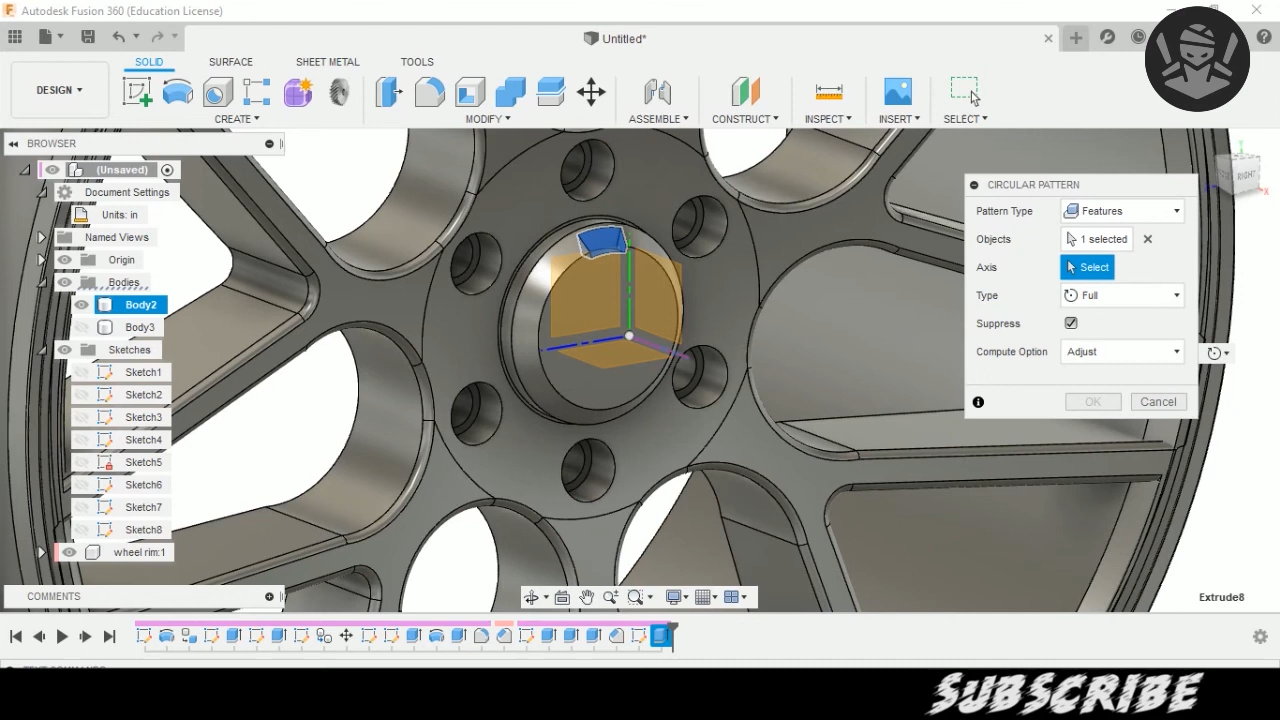 Autodesk Fusion 360 (Education License)
Untitled*
DESIGN
SOLID
SURFACE
SHEET METAL
TOOLS
CREATE
MODIFY
ASSEMBLE
CONSTRUCT
INSPECT
INSERT
SELECT
BROWSER
(Unsaved)
Document Settings
Units: in
Named Views
Origin
Bodies
Body2
Body3
Sketches
Sketch1
Sketch2
Sketch3
Sketch4
Sketch5
Sketch6
Sketch7
Sketch8
wheel rim:1
RIGHT
CIRCULAR PATTERN
Pattern Type
Features
Objects
1 selected
Axis
Select
Type
Full
Suppress
Compute Option
Adjust
OK
Cancel
COMMENTS
Extrude8
SUBSCRIBE